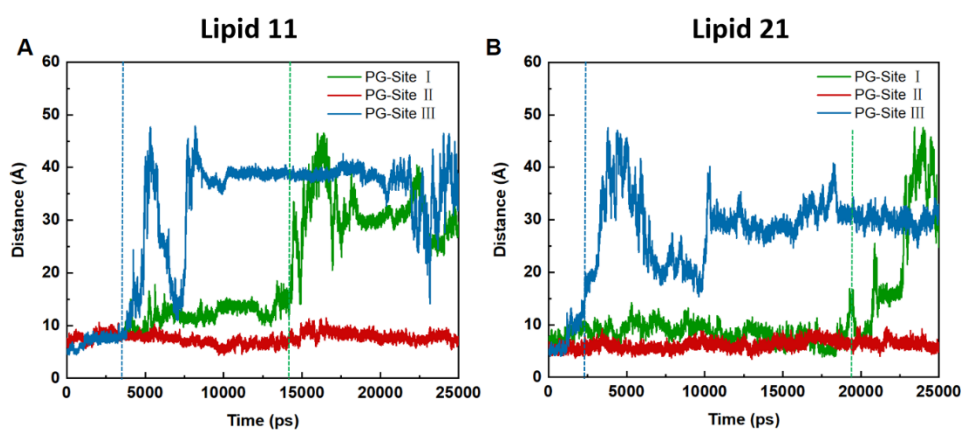 Lipid 11
Lipid 21
A
60
50
40
30
20
10
0
Distance (Å)
PG-Site Ⅰ
PG-Site Ⅱ
PG-Site Ⅲ
0
5000
10000
15000
20000
25000
Time (ps)
B
60
50
40
30
20
10
0
Distance (Å)
PG-Site Ⅰ
PG-Site Ⅱ
PG-Site Ⅲ
0
5000
10000
15000
20000
25000
Time (ps)